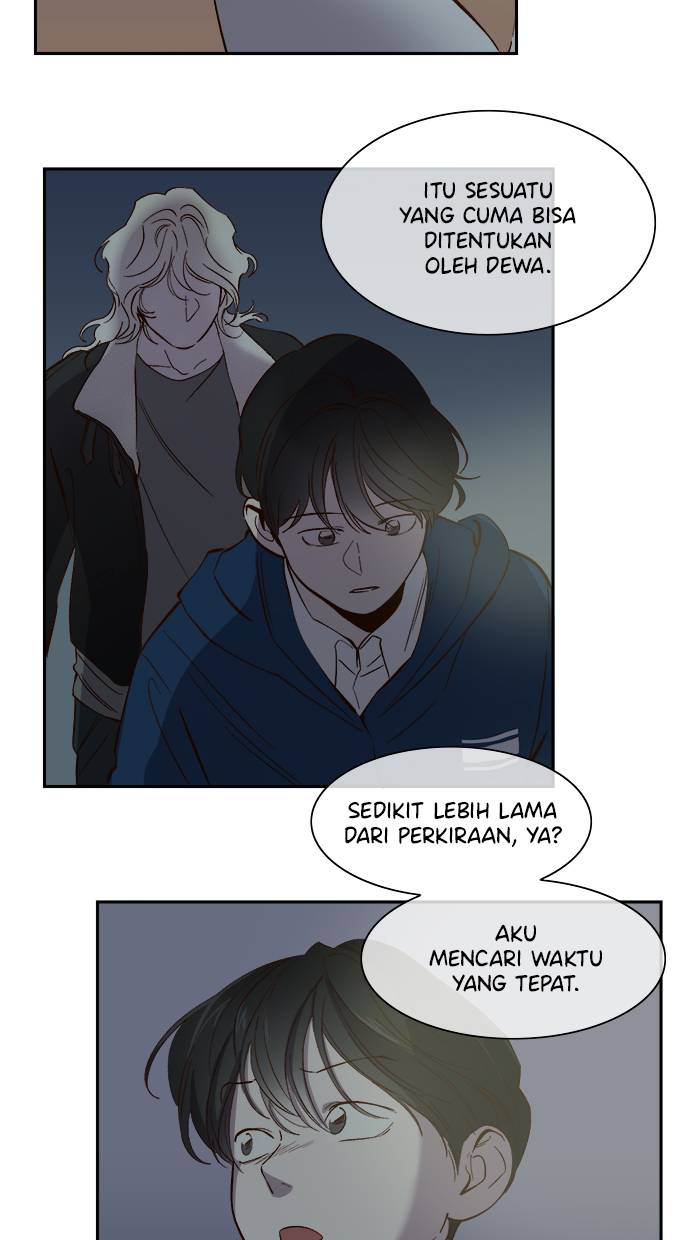 ITU SESUATU
YANG CUMA BISA
DITENTUKAN
OLEH DEWA.
SEDIKIT LEBIH LAMA
DARI PERKIRAAN, YA?
AKU
MENCARI WAKTU
YANG TEPAT.